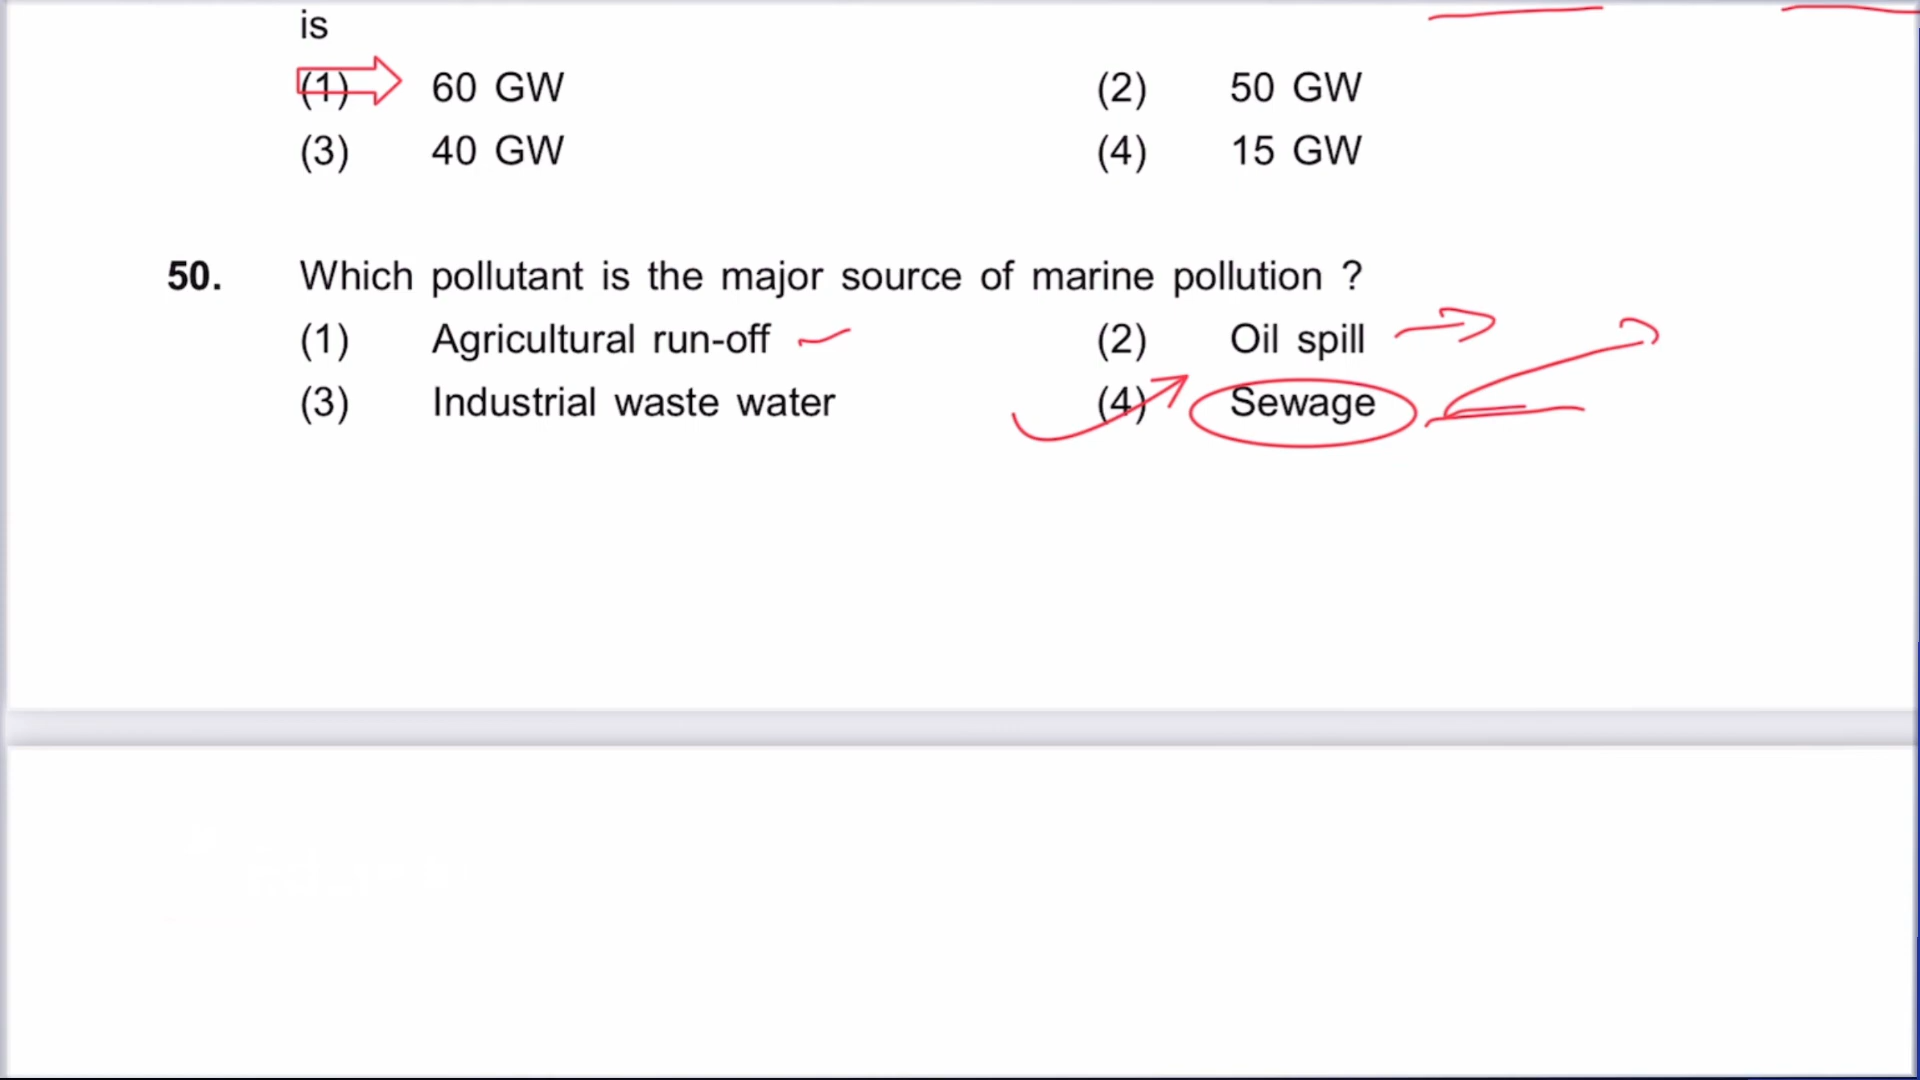 is
(1) 60 GW (2) 50 GW
(3) 40 GW (4) 15 GW
50. Which pollutant is the major source of marine pollution ?
(1) Agricultural run-off (2) Oil spill
(3) Industrial waste water (4) Sewage